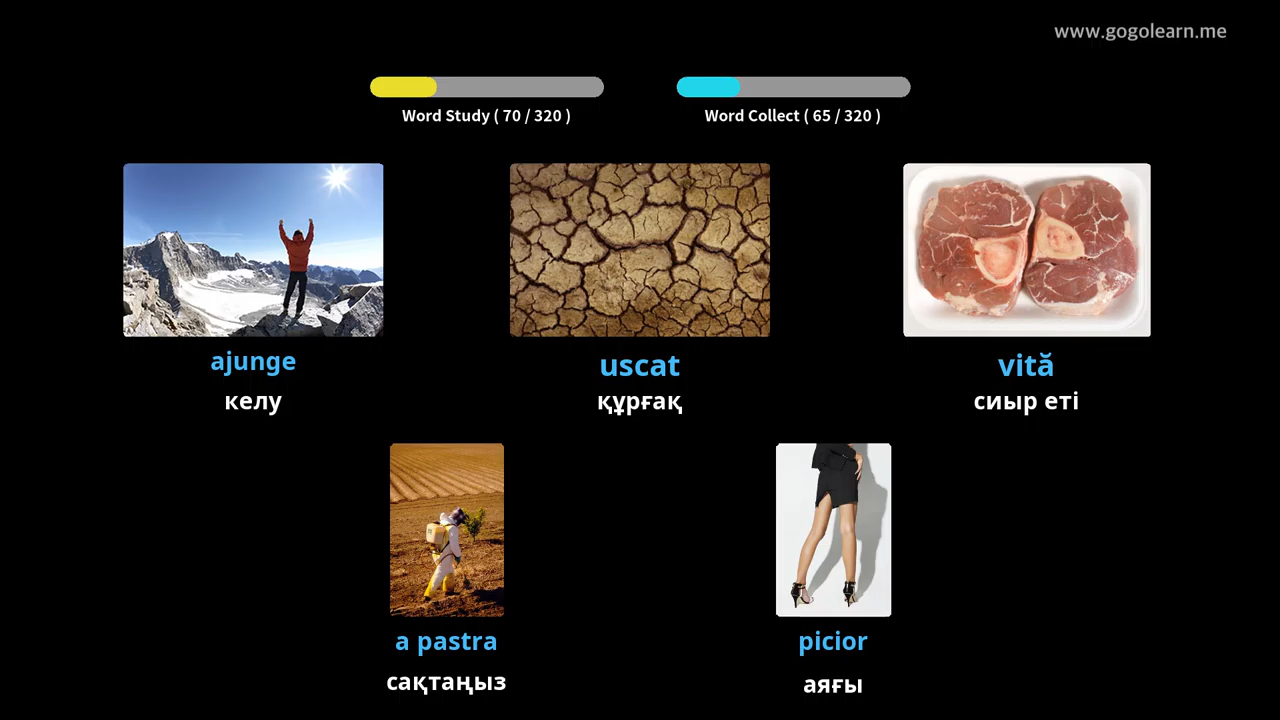 www.gogolearn.me
Word Study ( 70 / 320 )
Word Collect ( 65 / 320 )
ajunge
келу
uscat
құрғақ
vită
сиыр еті
a pastra
сақтаңыз
picior
аяғы